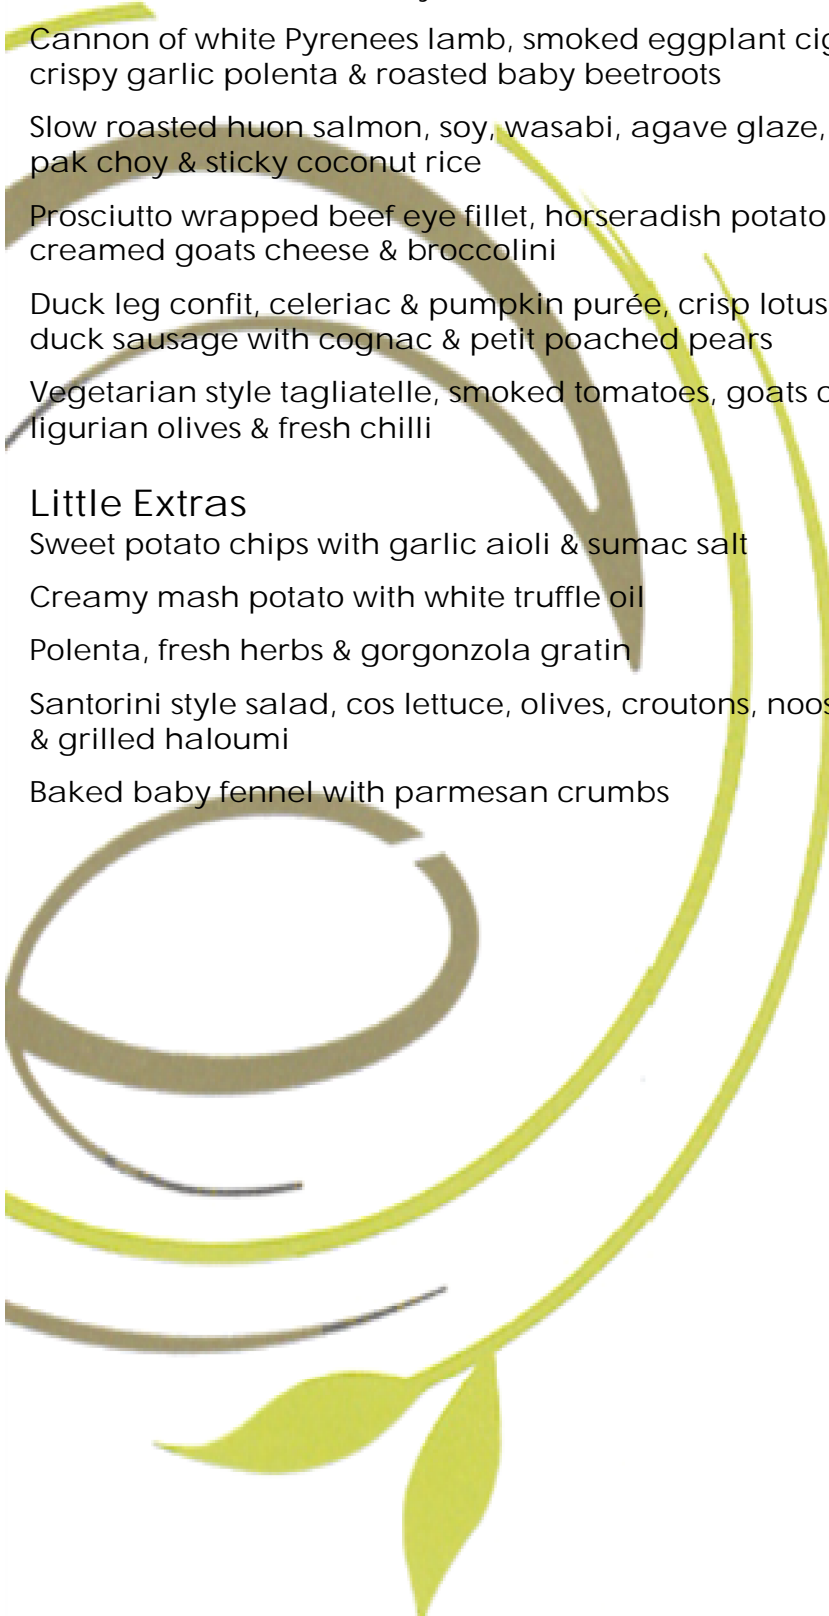 Cannon of white Pyrenees lamb, smoked eggplant
crispy garlic polenta & roasted baby beetroots
Slow roasted huon salmon, soy, wasabi, agave glaze,
pak choy & sticky coconut rice
Prosciutto wrapped beef eye fillet, horseradish potato
creamed goats cheese & broccolini
Duck leg confit, celeriac & pumpkin purée, crisp lotus
duck sausage with cognac & petit poached pears
Vegetarian style tagliatelle, smoked tomatoes, goats
ligurian olives & fresh chilli
Little Extras
Sweet potato chips with garlic aioli & sumac salt
Creamy mash potato with white truffle oil
Polenta, fresh herbs & gorgonzola gratin
Santorini style salad, cos lettuce, olives, croutons,
& grilled haloumi
Baked baby fennel with parmesan crumbs